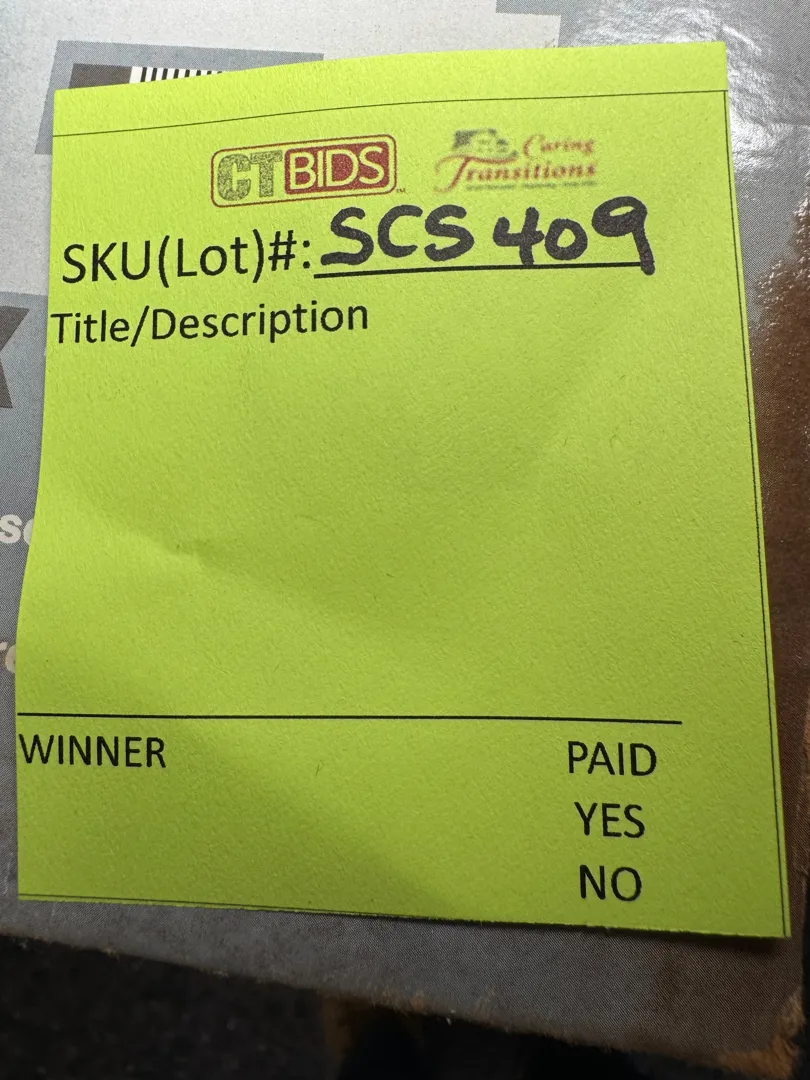 CTBIDS
Caring
Transitions
SKU(Lot)#: SCS 409
Title/Description
WINNER
PAID
YES
NO